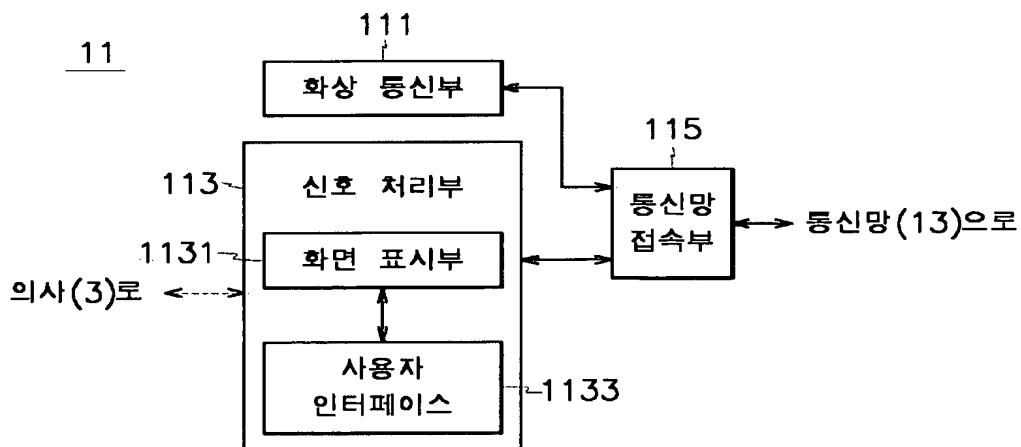 11
111
화상 통신부
115
113
신호 처리부
통신망
접속부
통신망(13)으로
1131
화면 표시부
의사(3)로
사용자
인터페이스
1133